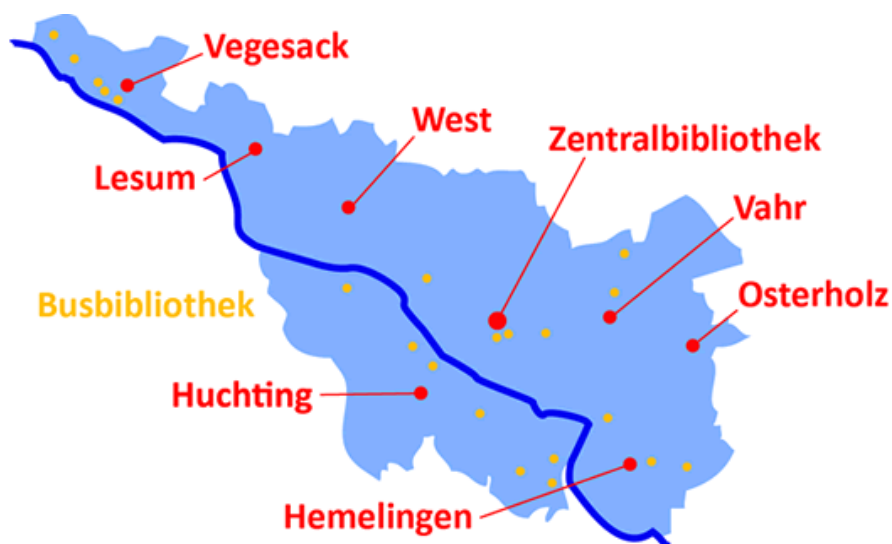 Vegesack
West
Zentralbibliothek
Lesum
Vahr
Busbibliothek
Osterholz
Huchting
Hemelingen